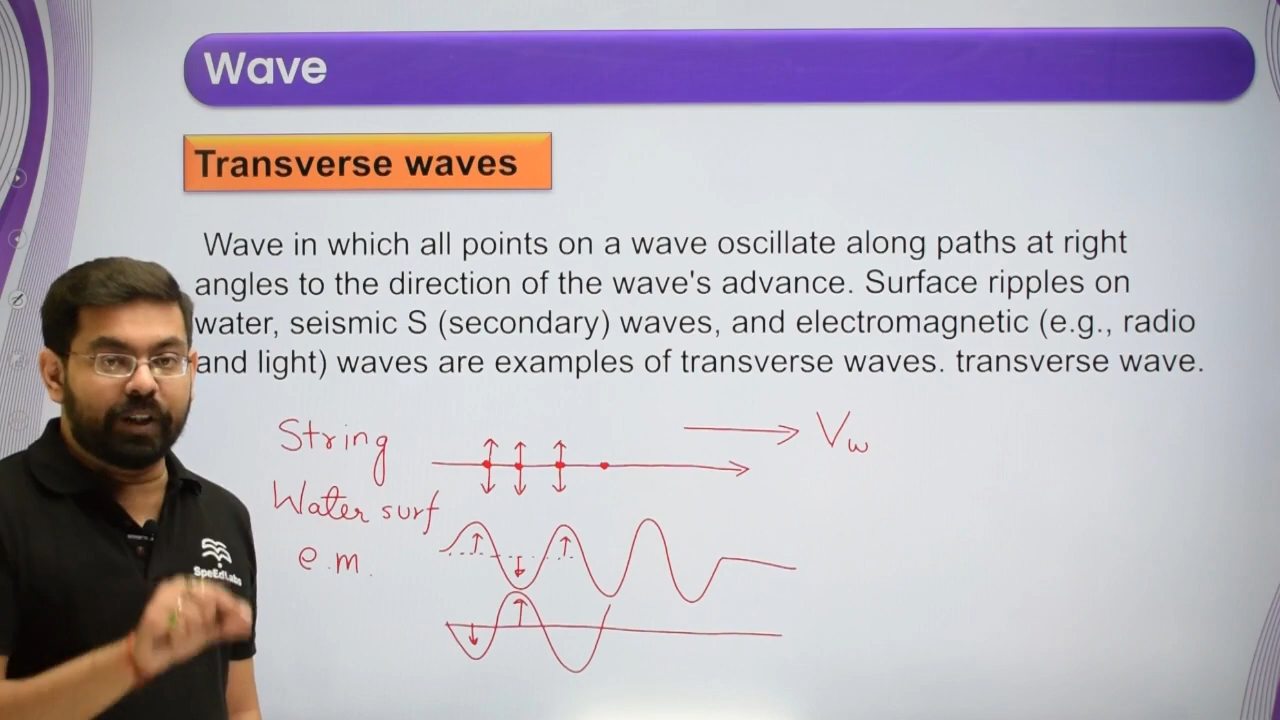 Wave
Transverse waves
Wave in which all points on a wave oscillate along paths at right
angles to the direction of the wave's advance. Surface ripples on
water, seismic S (secondary) waves, and electromagnetic (e.g., radio
and light) waves are examples of transverse waves. transverse wave.
String
Vw
Water surf
e.m.
SpeEdLabs